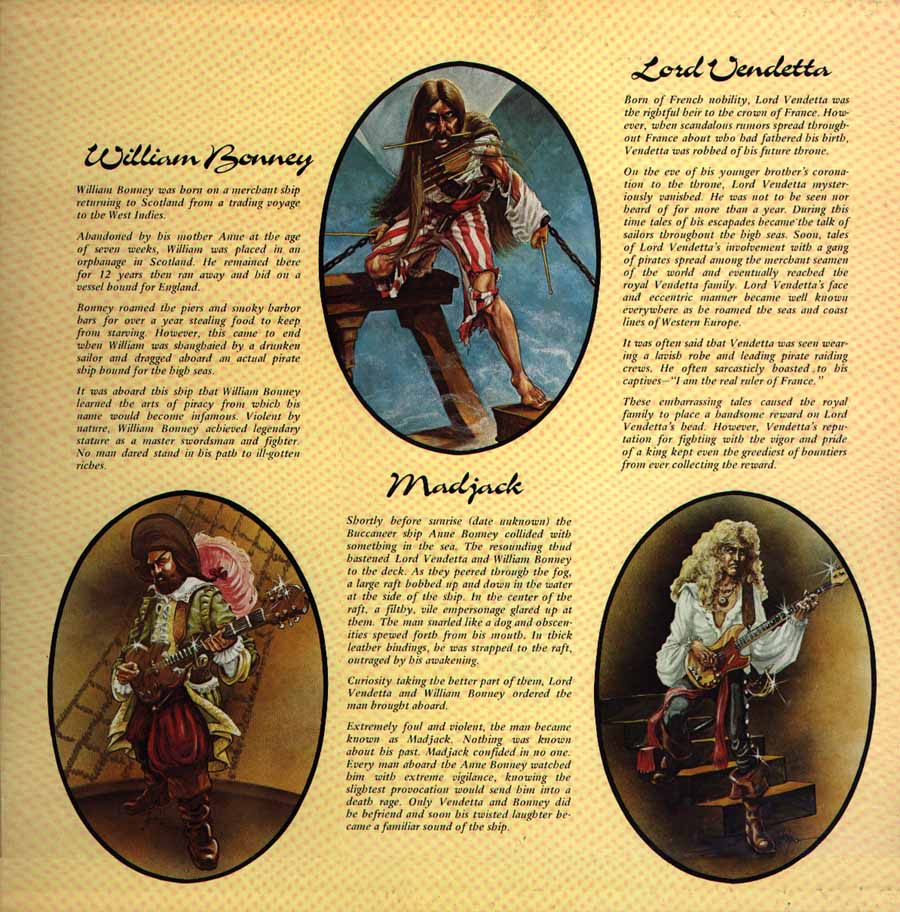 William Bonney
William Bonney was born on a merchant ship
returning to Scotland from a trading voyage
to the West Indies.
Abandoned by his mother Anne at the age
of seven weeks, William was placed in an
orphanage in Scotland. He remained there
for 12 years then ran away and hid on a
vessel bound for England.
Bonney roamed the piers and smoky harbor
bars for over a year stealing food to keep
from starving. However, this came to end
when William was shanghaied by a drunken
sailor and dragged aboard an actual pirate
ship bound for the high seas.
It was aboard this ship that William Bonney
learned the arts of piracy from which his
name would become infamous. Violent by
nature, William Bonney achieved legendary
stature as a master swordsman and fighter.
No man dared stand in his path to ill-gotten
riches.
Madjack
Shortly before sunrise (date unknown) the
Buccaneer ship Anne Bonney collided with
something in the sea. The resounding thud
hastened Lord Vendetta and William Bonney
to the deck. As they peered through the fog,
a large raft bobbed up and down in the water
at the side of the ship. In the center of the
raft, a filthy, vile empersonage glared up at
them. The man snarled like a dog and obscen-
ities spewed forth from his mouth. In thick
leather bindings, he was strapped to the raft,
outraged by his awakening.
Curiosity taking the better part of them, Lord
Vendetta and William Bonney ordered the
man brought aboard.
Extremely foul and violent, the man became
known as Madjack. Nothing was known
about his past. Madjack confided in no one.
Every man aboard the Anne Bonney watched
him with extreme vigilance, knowing the
slightest provocation would send him into a
death rage. Only Vendetta and Bonney did
he befriend and soon his twisted laughter be-
came a familiar sound of the ship.
Lord Vendetta
Born of French nobility, Lord Vendetta was
the rightful heir to the crown of France. How-
ever, when scandalous rumors spread through-
out France about who had fathered his birth,
Vendetta was robbed of his future throne.
On the eve of his younger brother's corona-
tion to the throne, Lord Vendetta myster-
iously vanished. He was not to be seen nor
heard of for more than a year. During this
time tales of his escapades became the talk of
sailors throughout the high seas. Soon, tales
of Lord Vendetta's involvement with a gang
of pirates spread among the merchant seamen
of the world and eventually reached the
royal Vendetta family. Lord Vendetta's face
and eccentric manner became well known
everywhere as he roamed the seas and coast
lines of Western Europe.
It was often said that Vendetta was seen wear-
ing a lavish robe and leading pirate raiding
crews. He often sarcasticly boasted to his
captives—"I am the real ruler of France."
These embarrassing tales caused the royal
family to place a handsome reward on Lord
Vendetta's head. However, Vendetta's repu-
tation for fighting with the vigor and pride
of a king kept even the greediest of bountiers
from ever collecting the reward.